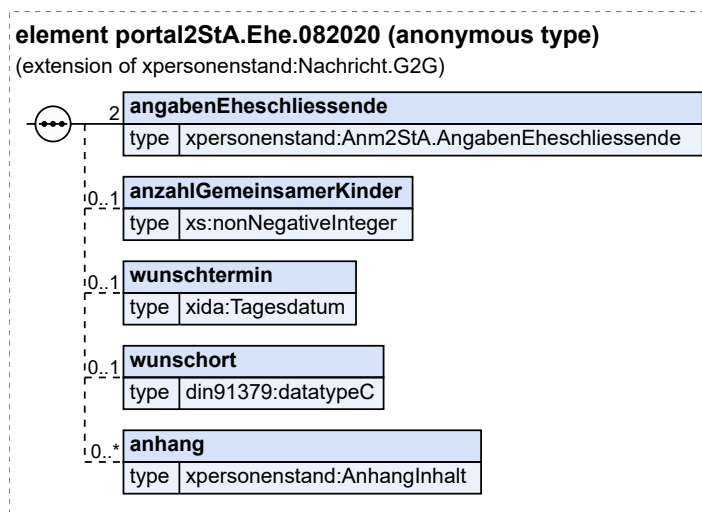 element portal2StA.Ehe.082020 (anonymous type)
(extension of xpersonenstand:Nachricht.G2G)
2 angabenEheschliessende
type xpersonenstand:Anm2StA.AngabenEheschliessende
0..1 anzahlGemeinsamerKinder
type xs:nonNegativeInteger
0..1 wunschtermin
type xida:Tagesdatum
0..1 wunschort
type din91379:datatypeC
0..* anhang
type xpersonenstand:AnhangInhalt